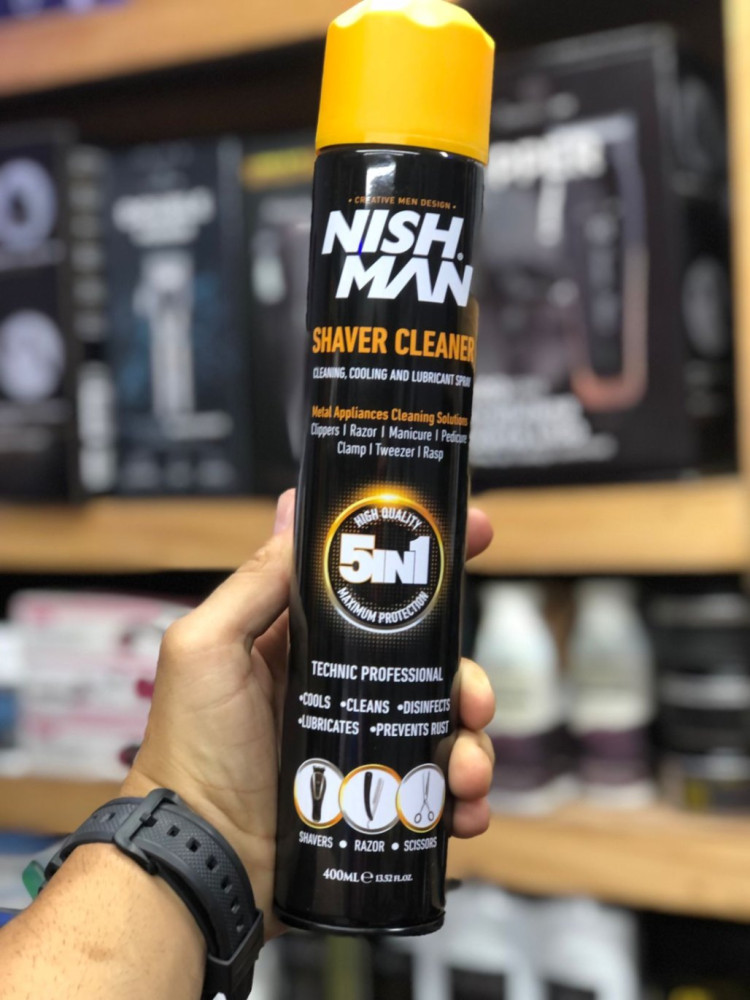 • CREATIVE MEN DESIGN •
NISH
MAN
SHAVER CLEANER
CLEANING, COOLING AND LUBRICANT SPRAY
Metal Appliances Cleaning Solutions
Clippers | Razor | Manicure | Pedicure
Clamp | Tweezer | Rasp
HIGH QUALITY
5IN1
MAXIMUM PROTECTION
TECHNIC PROFESSIONAL
•COOLS •CLEANS •DISINFECTS
•LUBRICATES •PREVENTS RUST
SHAVERS • RAZOR • SCISSORS
400ML e 13.52 FL.OZ.